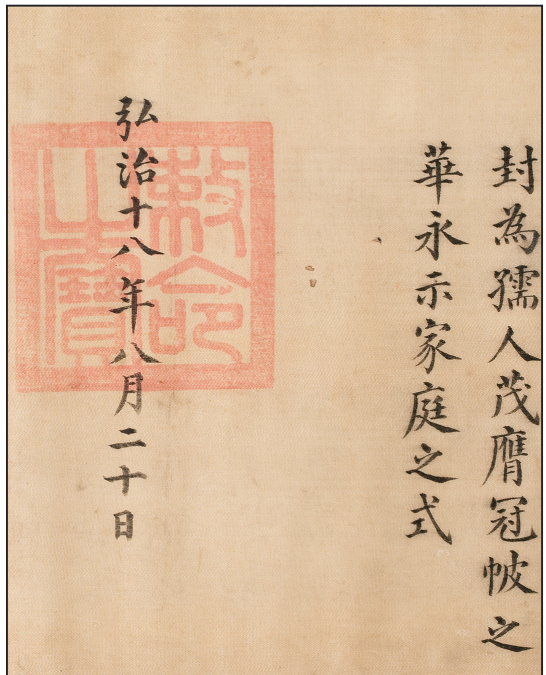 封為孺人茂膺冠帔之
華永示家庭之式
弘治十八年八月二十日
敕命之寶